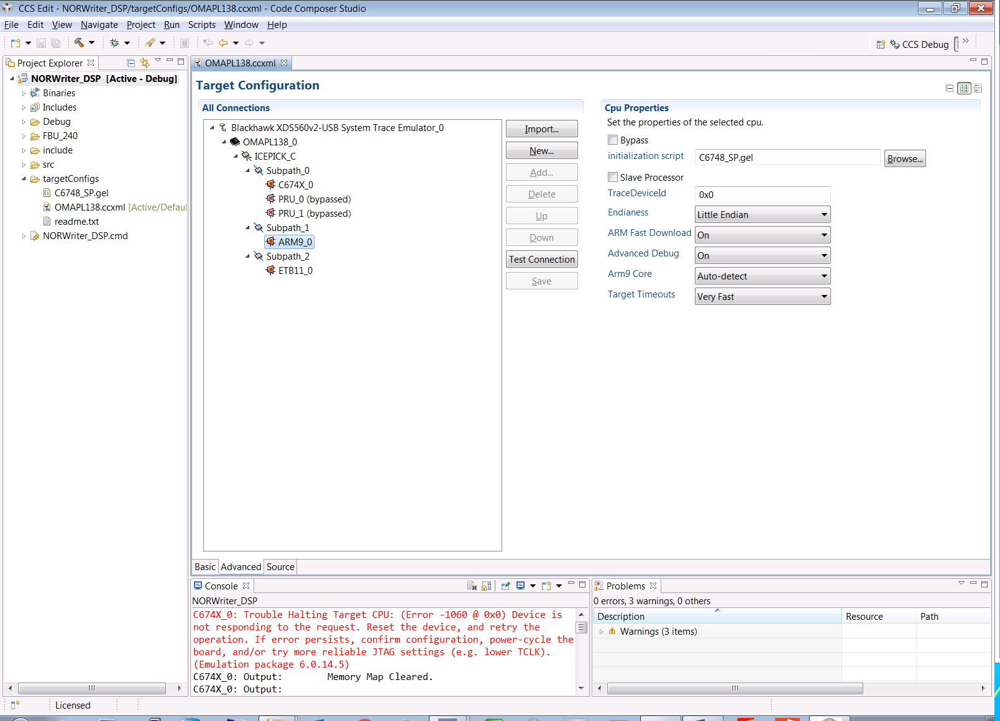 CCS Edit - NORWriter_DSP/targetConfigs/OMAPL138.ccxml - Code Composer Studio
File Edit View Navigate Project Run Scripts Window Help
CCS Debug
Project Explorer
NORWriter_DSP [Active - Debug]
Binaries
Includes
Debug
FBU_240
include
src
targetConfigs
C6748_SP.gel
OMAPL138.ccxml [Active/Defau
readme.txt
NORWriter_DSP.cmd
OMAPL138.ccxml
Target Configuration
All Connections
Blackhawk XDS560v2-USB System Trace Emulator_0
OMAPL138_0
ICEPICK_C
Subpath_0
C674X_0
PRU_0 (bypassed)
PRU_1 (bypassed)
Subpath_1
ARM9_0
Subpath_2
ETB11_0
Import...
New...
Add...
Delete
Up
Down
Test Connection
Save
Cpu Properties
Set the properties of the selected cpu.
Bypass
initialization script C6748_SP.gel Browse...
Slave Processor
TraceDeviceId 0x0
Endianess Little Endian
ARM Fast Download On
Advanced Debug On
Arm9 Core Auto-detect
Target Timeouts Very Fast
Basic Advanced Source
Console
NORWriter_DSP
C674X_0: Trouble Halting Target CPU: (Error -1060 @ 0x0) Device is
not responding to the request. Reset the device, and retry the
operation. If error persists, confirm configuration, power-cycle the
board, and/or try more reliable JTAG settings (e.g. lower TCLK).
(Emulation package 6.0.14.5)
C674X_0: Output: Memory Map Cleared.
C674X_0: Output:
Problems
0 errors, 3 warnings, 0 others
Description Resource Path
Warnings (3 items)
Licensed